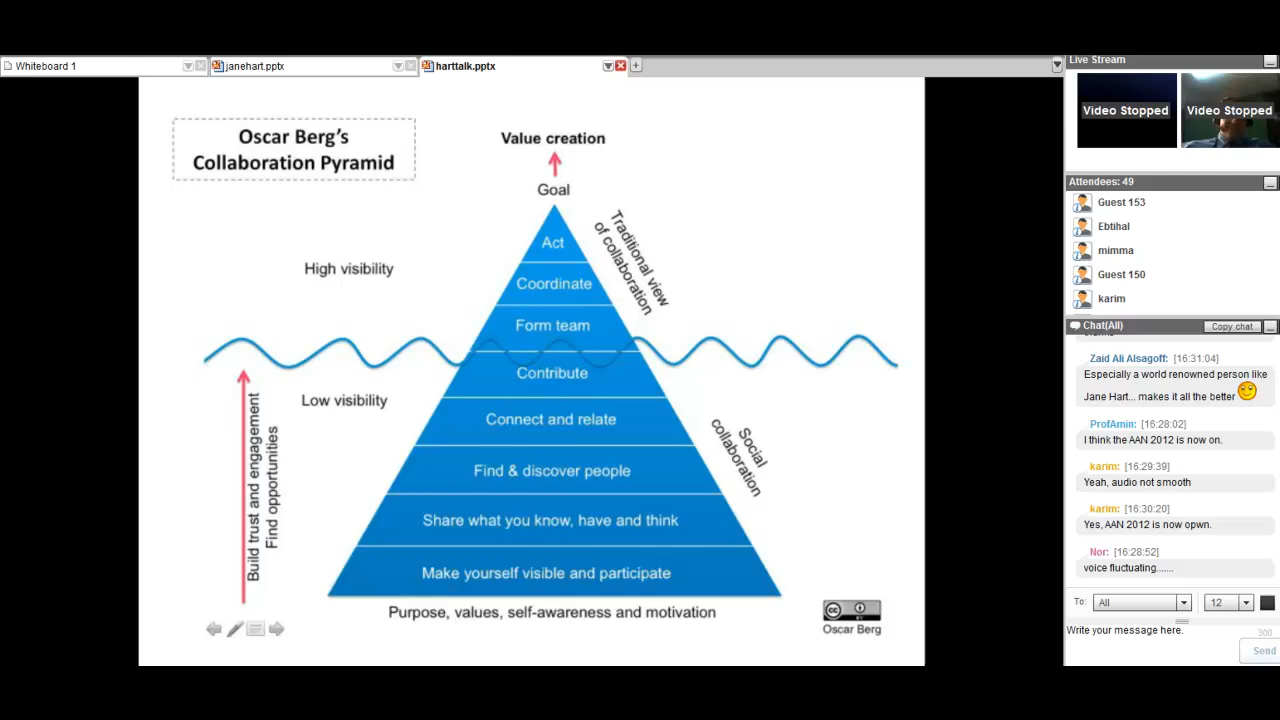 Whiteboard 1
janehart.pptx
harttalk.pptx
Oscar Berg's
Collaboration Pyramid
Value creation
Goal
Act
Coordinate
Form team
Contribute
Connect and relate
Find & discover people
Share what you know, have and think
Make yourself visible and participate
Purpose, values, self-awareness and motivation
Traditional view
of collaboration
Social
collaboration
High visibility
Low visibility
Build trust and engagement
Find opportunities
cc
BY
Oscar Berg
Live Stream
Video Stopped
Video Stopped
Attendees: 49
Guest 153
Ebtihal
mimma
Guest 150
karim
Chat(All)
Copy chat
Zaid Ali Alsagoff: [16:31:04]
Especially a world renowned person like
Jane Hart... makes it all the better
ProfAmin: [16:28:02]
I think the AAN 2012 is now on.
karim: [16:29:39]
Yeah, audio not smooth
karim: [16:30:20]
Yes, AAN 2012 is now opwn.
Nor: [16:28:52]
voice fluctuating.......
To: All 12
Write your message here.
300
Send